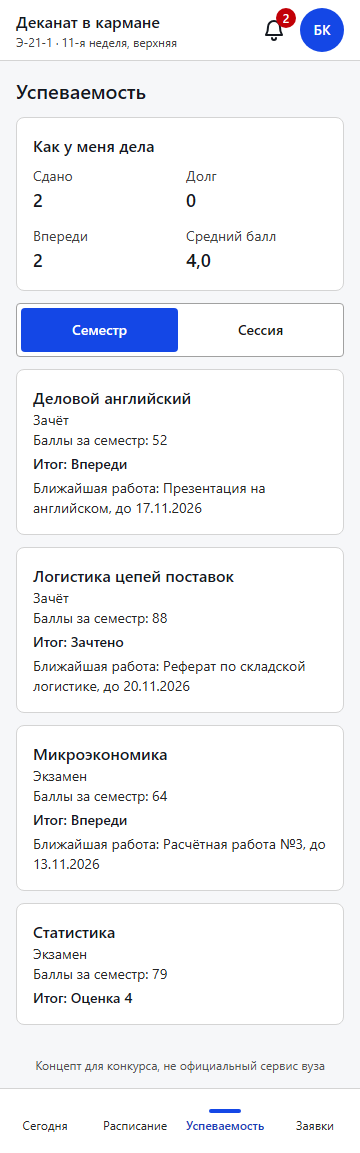 Деканат в кармане
Э-21-1 · 11-я неделя, верхняя
2
БК
Успеваемость
Как у меня дела
Сдано
2
Долг
0
Впереди
2
Средний балл
4,0
Семестр
Сессия
Деловой английский
Зачёт
Баллы за семестр: 52
Итог: Впереди
Ближайшая работа: Презентация на
английском, до 17.11.2026
Логистика цепей поставок
Зачёт
Баллы за семестр: 88
Итог: Зачтено
Ближайшая работа: Реферат по складской
логистике, до 20.11.2026
Микроэкономика
Экзамен
Баллы за семестр: 64
Итог: Впереди
Ближайшая работа: Расчётная работа №3, до
13.11.2026
Статистика
Экзамен
Баллы за семестр: 79
Итог: Оценка 4
Концепт для конкурса, не официальный сервис вуза
Сегодня
Расписание
Успеваемость
Заявки